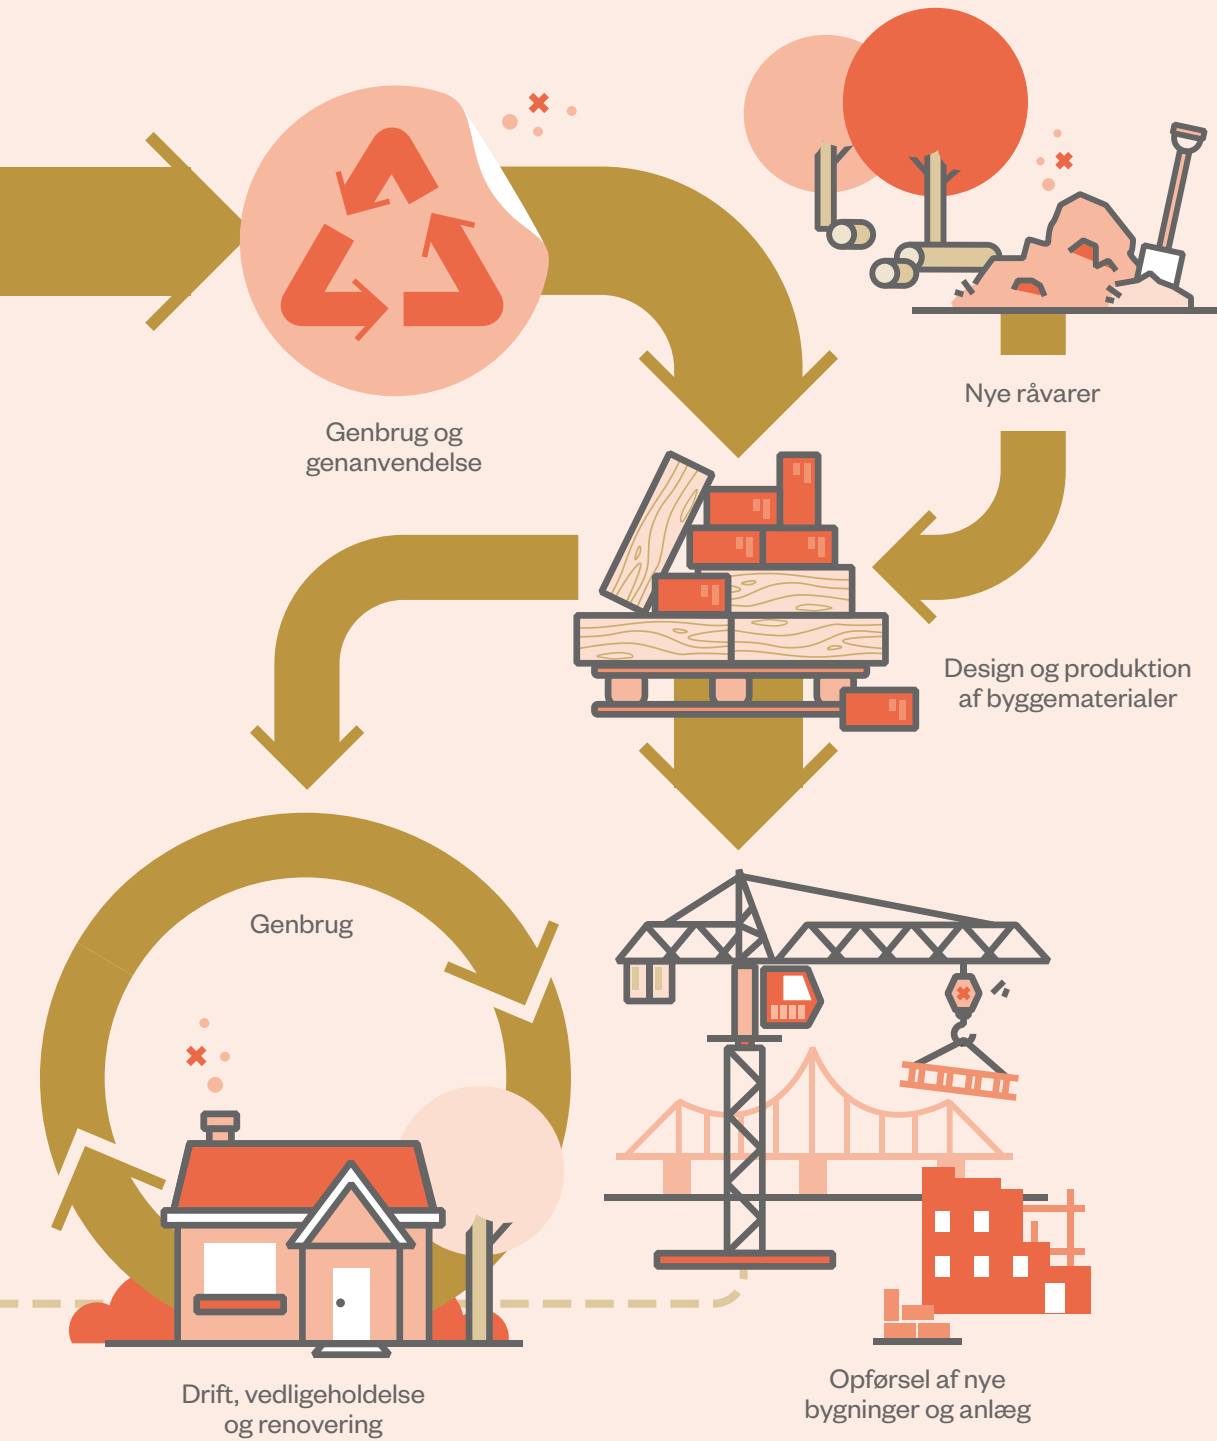 Nye råvarer
Genbrug og
genanvendelse
Design og produktion
af byggematerialer
Genbrug
Opførsel af nye
bygninger og anlæg
Drift, vedligeholdelse
og renovering